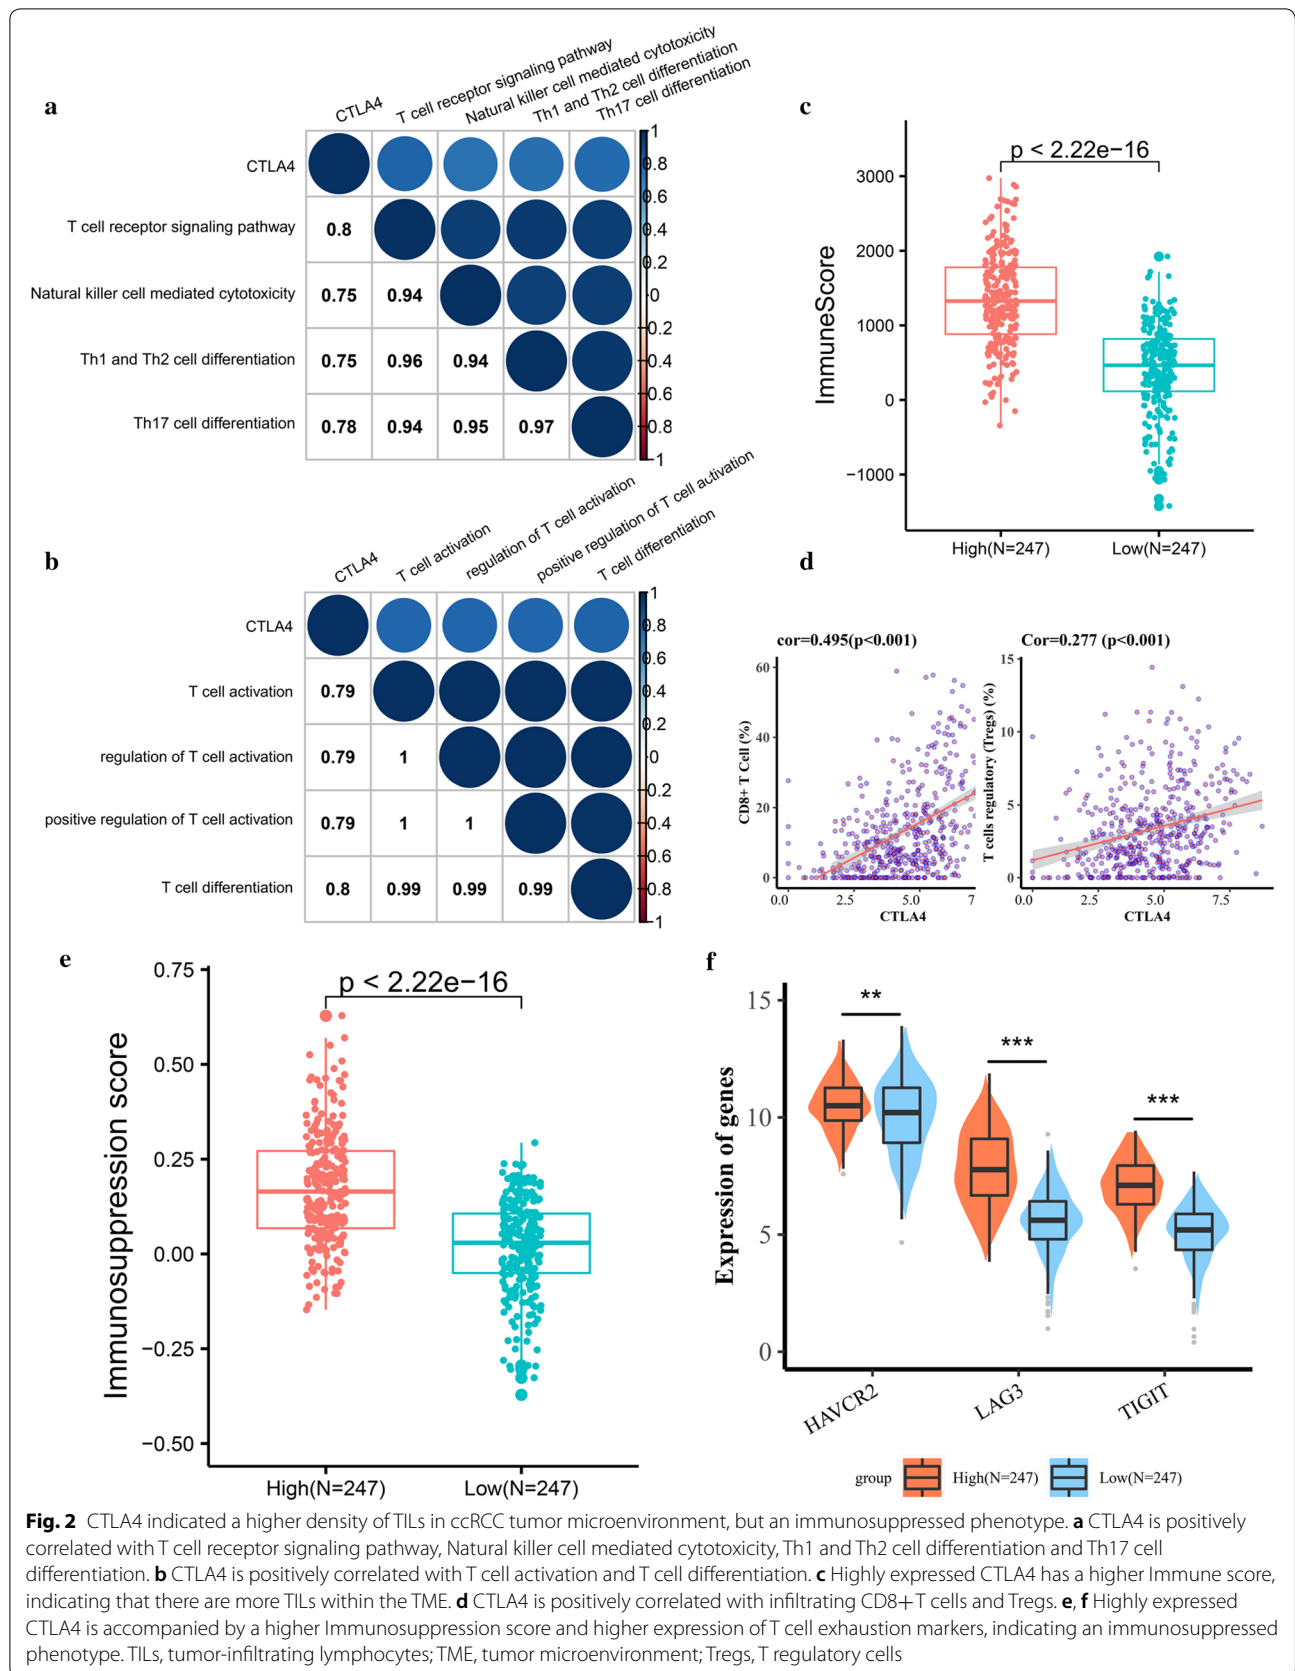 a
CTLA4
T cell receptor signaling pathway
Natural killer cell mediated cytotoxicity
Th1 and Th2 cell differentiation
Th17 cell differentiation
CTLA4
T cell receptor signaling pathway
0.8
Natural killer cell mediated cytotoxicity
0.75 0.94
Th1 and Th2 cell differentiation
0.75 0.96 0.94
Th17 cell differentiation
0.78 0.94 0.95 0.97
1
0.8
0.6
0.4
0.2
0
-0.2
-0.4
-0.6
-0.8
-1
b
CTLA4
T cell activation
regulation of T cell activation
positive regulation of T cell activation
T cell differentiation
CTLA4
T cell activation
0.79
regulation of T cell activation
0.79 1
positive regulation of T cell activation
0.79 1 1
T cell differentiation
0.8 0.99 0.99 0.99
1
0.8
0.6
0.4
0.2
0
-0.2
-0.4
-0.6
-0.8
-1
c
p < 2.22e−16
ImmuneScore
3000
2000
1000
0
−1000
High(N=247) Low(N=247)
d
cor=0.495(p<0.001)
CD8+ T Cell (%)
60
40
20
0
0.0 2.5 5.0 7
CTLA4
Cor=0.277 (p<0.001)
T cells regulatory (Tregs) (%)
15
10
5
0
0.0 2.5 5.0 7.5
CTLA4
e
p < 2.22e−16
Immunosuppression score
0.75
0.50
0.25
0.00
−0.25
−0.50
High(N=247) Low(N=247)
f
Expression of genes
15
10
5
0
** *** ***
HAVCR2 LAG3 TIGIT
group High(N=247) Low(N=247)
Fig. 2 CTLA4 indicated a higher density of TILs in ccRCC tumor microenvironment, but an immunosuppressed phenotype. a CTLA4 is positively
correlated with T cell receptor signaling pathway, Natural killer cell mediated cytotoxicity, Th1 and Th2 cell differentiation and Th17 cell
differentiation. b CTLA4 is positively correlated with T cell activation and T cell differentiation. c Highly expressed CTLA4 has a higher Immune score,
indicating that there are more TILs within the TME. d CTLA4 is positively correlated with infiltrating CD8+T cells and Tregs. e, f Highly expressed
CTLA4 is accompanied by a higher Immunosuppression score and higher expression of T cell exhaustion markers, indicating an immunosuppressed
phenotype. TILs, tumor-infiltrating lymphocytes; TME, tumor microenvironment; Tregs, T regulatory cells